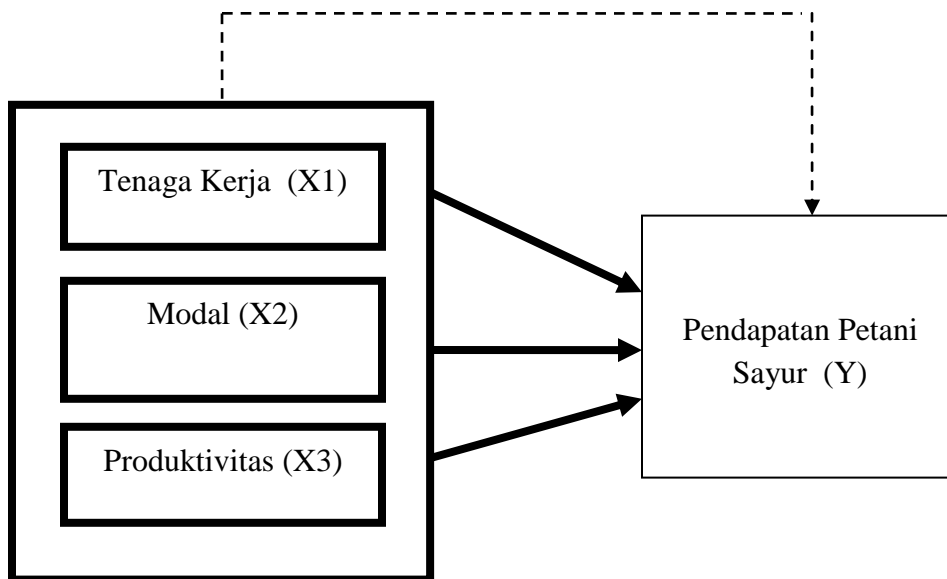 Tenaga Kerja  (X1)
Modal (X2)
Produktivitas (X3)
Pendapatan Petani
Sayur  (Y)